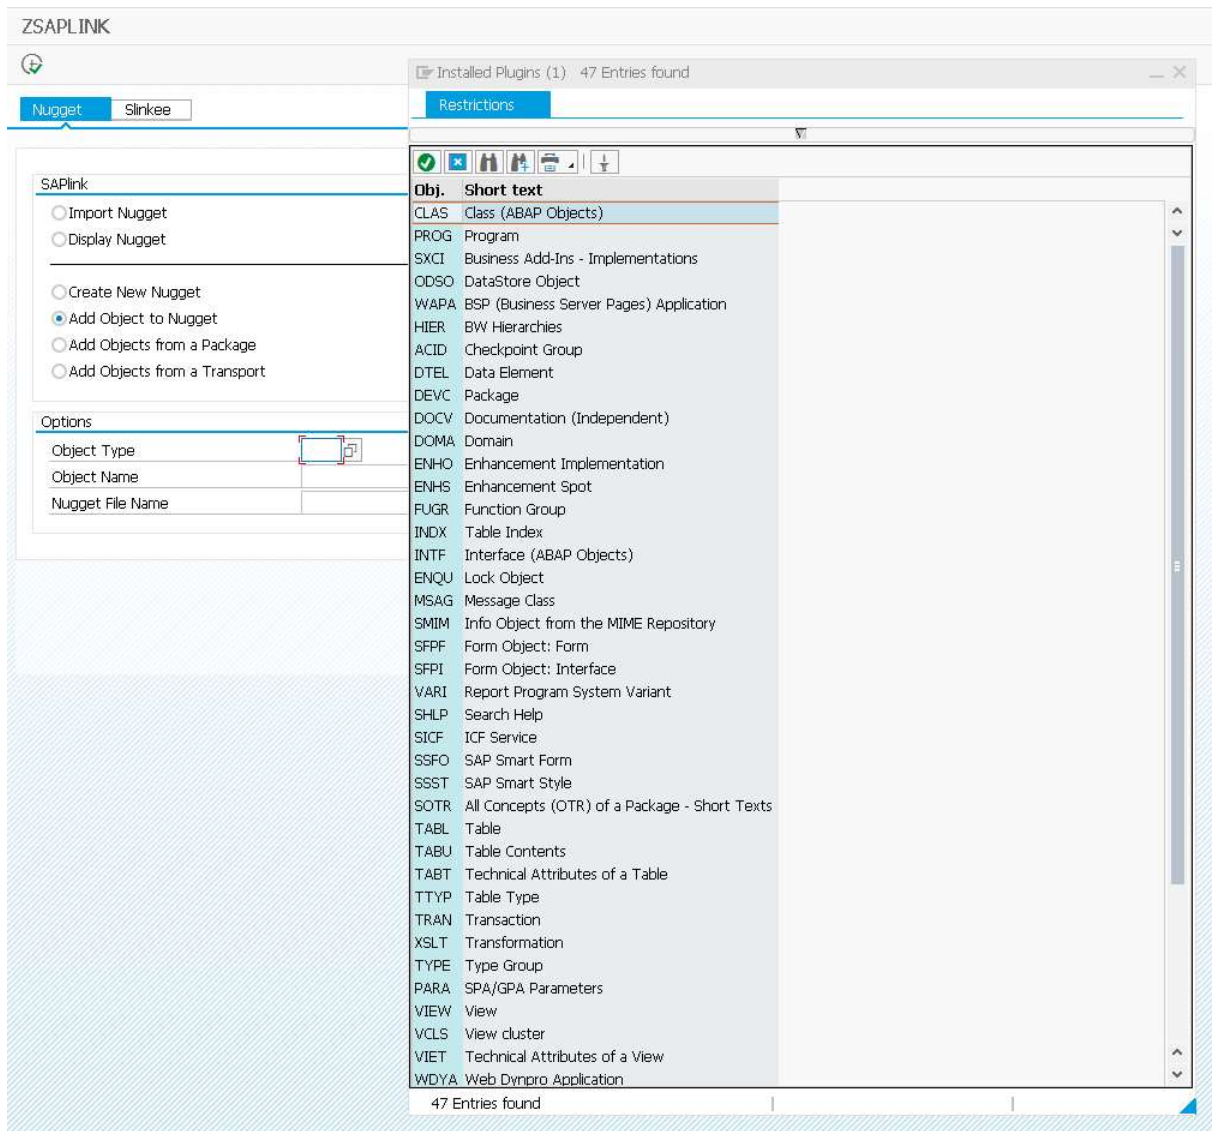 ZSAPLINK
Nugget
Slinkee
SAPlink
Import Nugget
Display Nugget
Create New Nugget
Add Object to Nugget
Add Objects from a Package
Add Objects from a Transport
Options
Object Type
Object Name
Nugget File Name
Installed Plugins (1) 47 Entries found
Restrictions
Obj. Short text
CLAS Class (ABAP Objects)
PROG Program
SXCI Business Add-Ins - Implementations
ODSO DataStore Object
WAPA BSP (Business Server Pages) Application
HIER BW Hierarchies
ACID Checkpoint Group
DTEL Data Element
DEVC Package
DOCV Documentation (Independent)
DOMA Domain
ENHO Enhancement Implementation
ENHS Enhancement Spot
FUGR Function Group
INDX Table Index
INTF Interface (ABAP Objects)
ENQU Lock Object
MSAG Message Class
SMIM Info Object from the MIME Repository
SFPF Form Object: Form
SFPI Form Object: Interface
VARI Report Program System Variant
SHLP Search Help
SICF ICF Service
SSFO SAP Smart Form
SSST SAP Smart Style
SOTR All Concepts (OTR) of a Package - Short Texts
TABL Table
TABU Table Contents
TABT Technical Attributes of a Table
TTYP Table Type
TRAN Transaction
XSLT Transformation
TYPE Type Group
PARA SPA/GPA Parameters
VIEW View
VCLS View cluster
VIET Technical Attributes of a View
WDYA Web Dynpro Application
47 Entries found